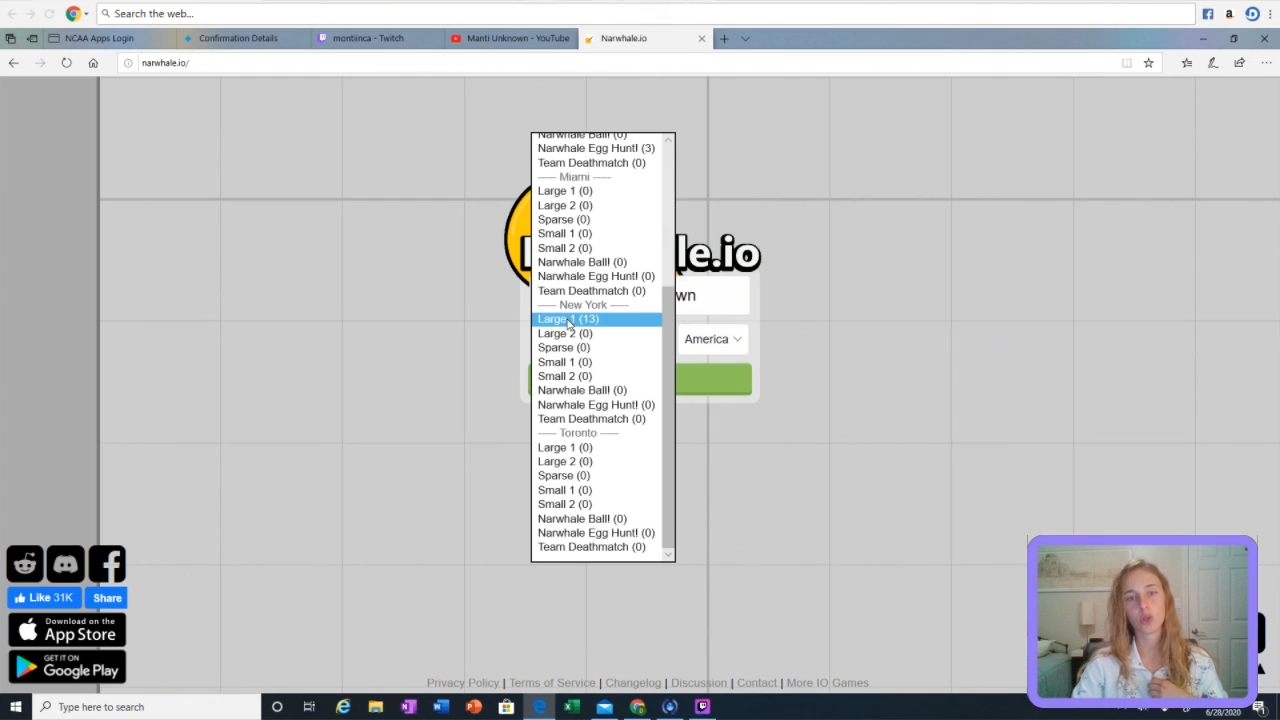 Search the web...
NCAA Apps Login
Confirmation Details
montiinca - Twitch
Manti Unknown - YouTube
Narwhale.io
narwhale.io/
Narwhale Ball! (0)
Narwhale Egg Hunt! (3)
Team Deathmatch (0)
----- Miami -----
Large 1 (0)
Large 2 (0)
Sparse (0)
Small 1 (0)
Small 2 (0)
Narwhale Ball! (0)
Narwhale Egg Hunt! (0)
Team Deathmatch (0)
----- New York -----
Large 1 (13)
Large 2 (0)
Sparse (0)
Small 1 (0)
Small 2 (0)
Narwhale Ball! (0)
Narwhale Egg Hunt! (0)
Team Deathmatch (0)
----- Toronto -----
Large 1 (0)
Large 2 (0)
Sparse (0)
Small 1 (0)
Small 2 (0)
Narwhale Ball! (0)
Narwhale Egg Hunt! (0)
Team Deathmatch (0)
le.io
wn
America
Like 31K
Share
Download on the
App Store
GET IT ON
Google Play
Privacy Policy | Terms of Service | Changelog | Discussion | Contact | More IO Games
Type here to search
6/28/2020